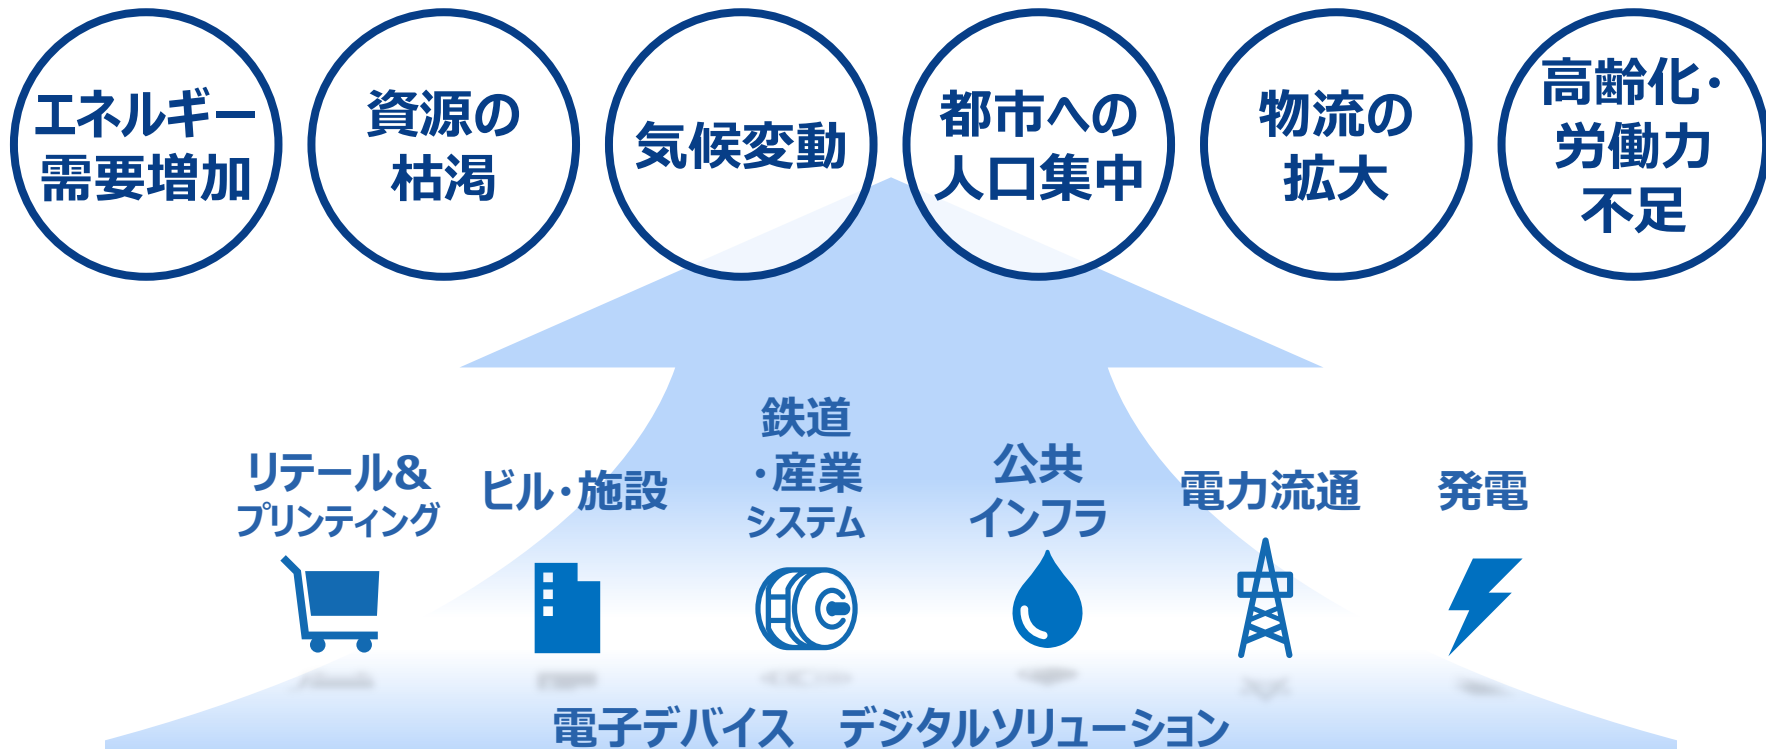 エネルギー
需要増加
資源の
枯渇
気候変動
都市への
人口集中
物流の
拡大
高齢化・
労働力
不足
リテール&
プリンティング
ビル・施設
鉄道
・産業
システム
公共
インフラ
電力流通
発電
電子デバイス　デジタルソリューション